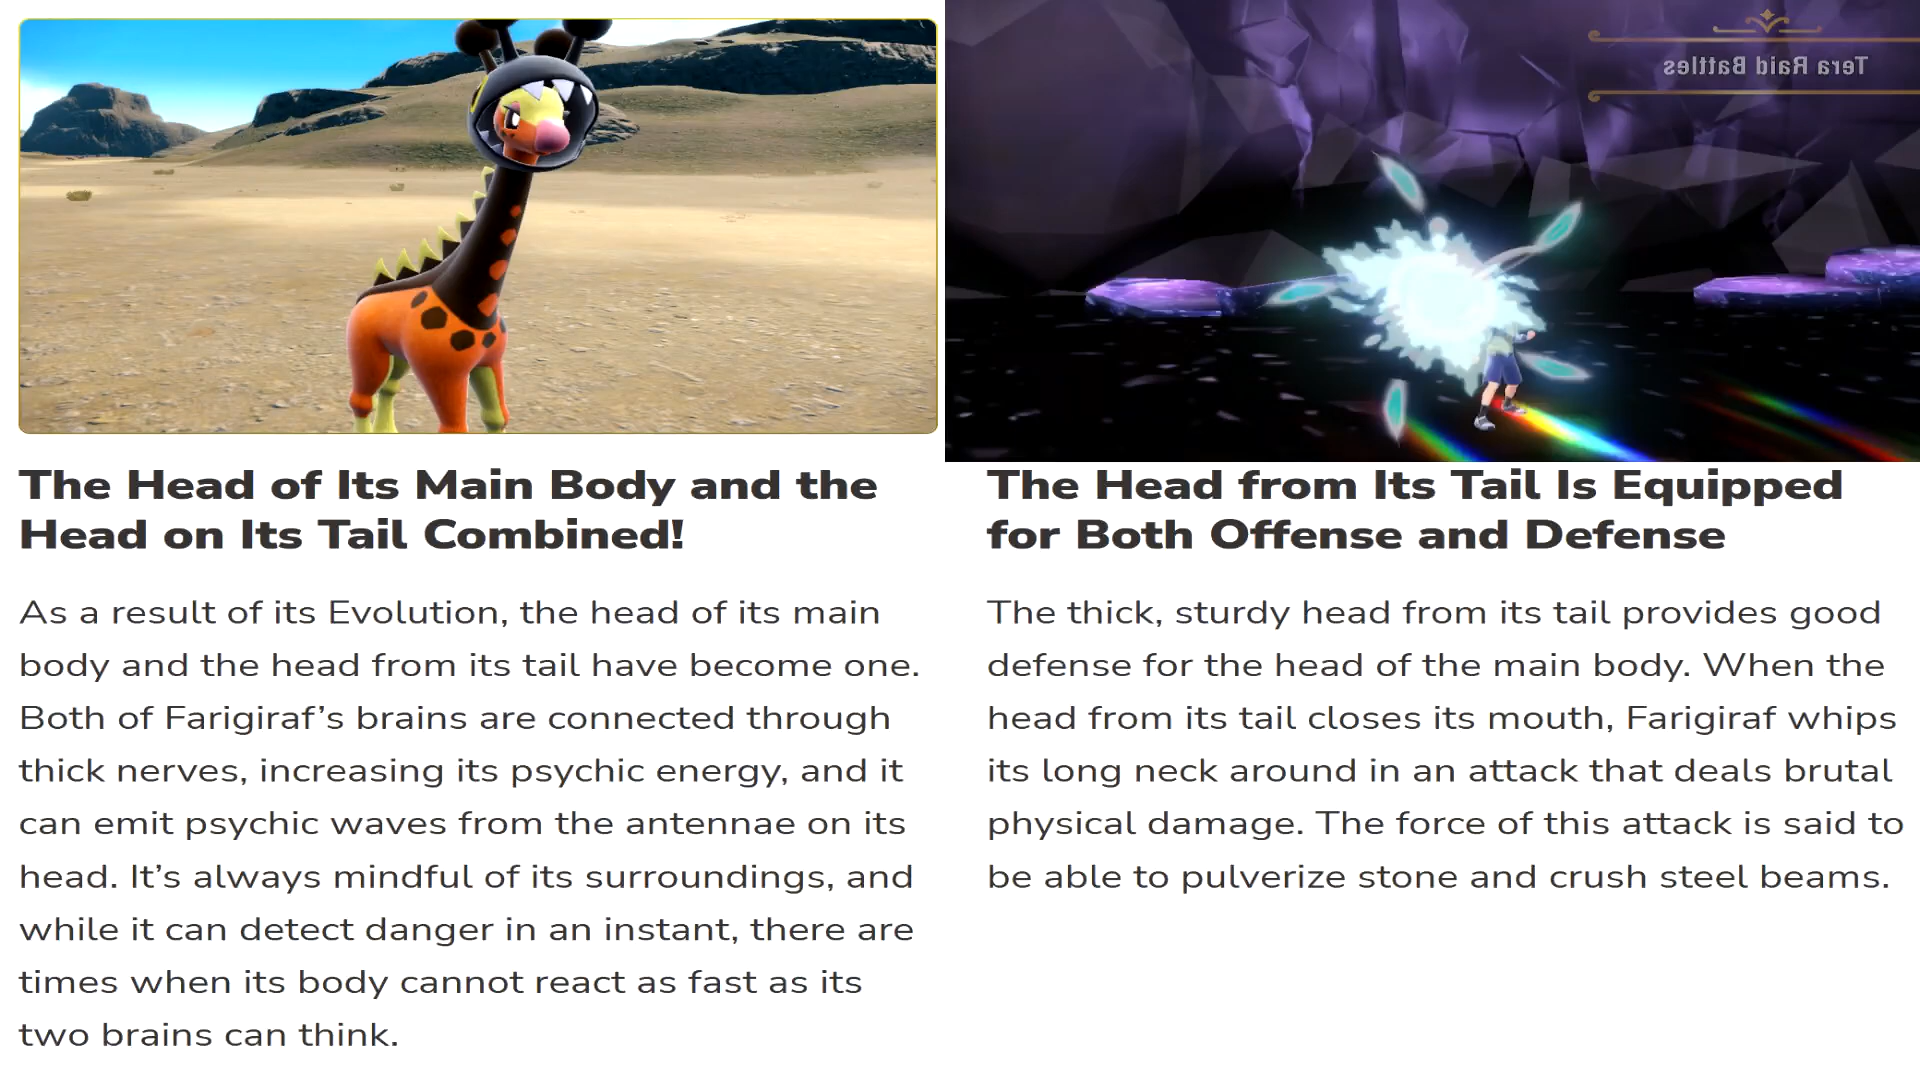 Tera Raid Battles
The Head of Its Main Body and the
Head on Its Tail Combined!
As a result of its Evolution, the head of its main
body and the head from its tail have become one.
Both of Farigiraf’s brains are connected through
thick nerves, increasing its psychic energy, and it
can emit psychic waves from the antennae on its
head. It’s always mindful of its surroundings, and
while it can detect danger in an instant, there are
times when its body cannot react as fast as its
two brains can think.
The Head from Its Tail Is Equipped
for Both Offense and Defense
The thick, sturdy head from its tail provides good
defense for the head of the main body. When the
head from its tail closes its mouth, Farigiraf whips
its long neck around in an attack that deals brutal
physical damage. The force of this attack is said to
be able to pulverize stone and crush steel beams.